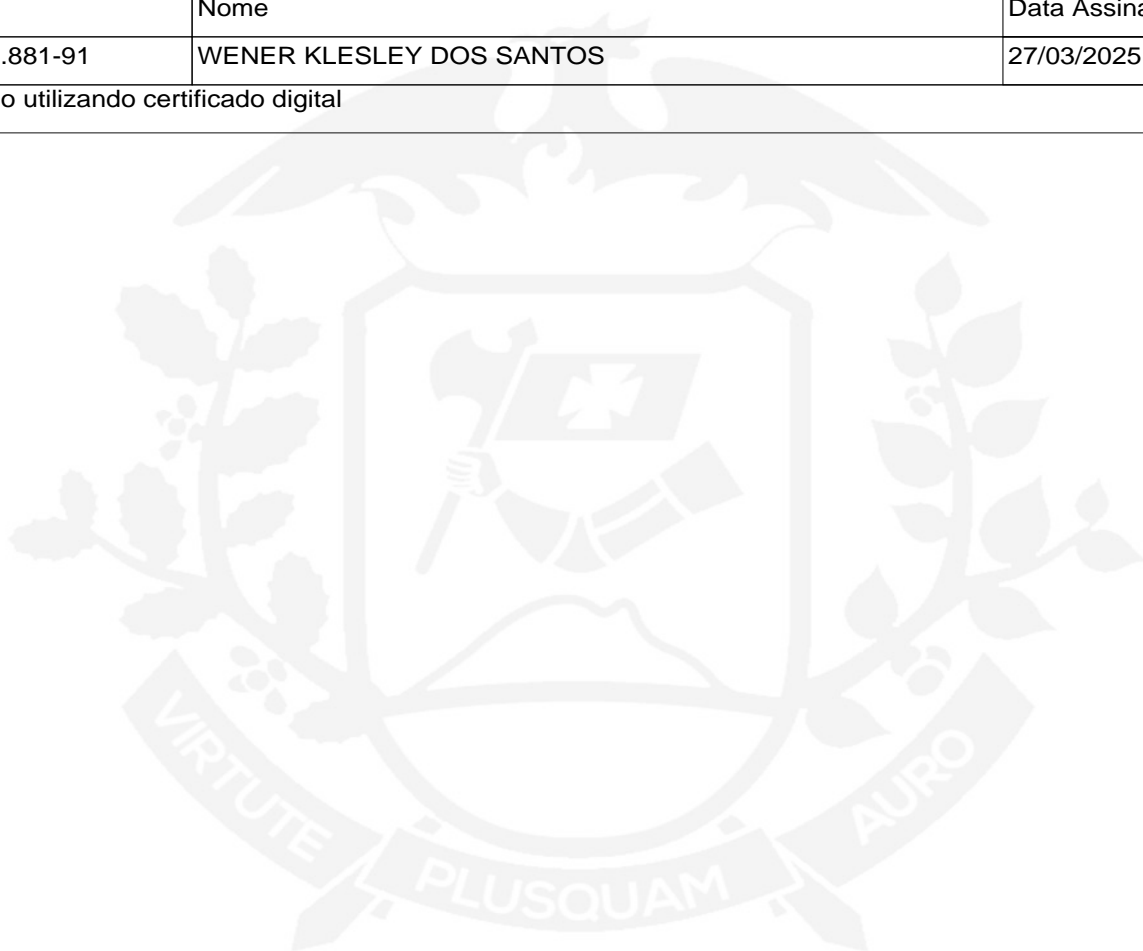 Nome Data Assina
.881-91 WENER KLESLEY DOS SANTOS 27/03/2025
o utilizando certificado digital
VIRTUTE PLUSQUAM AURO